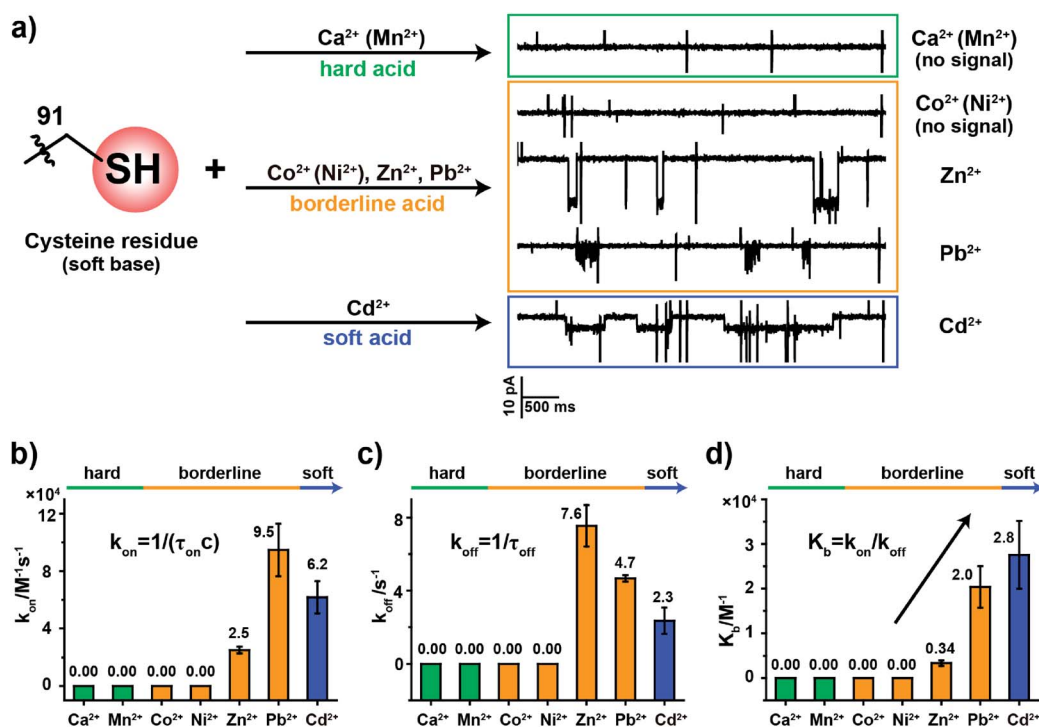 a)
91
SH
+
Cysteine residue
(soft base)
Ca²⁺ (Mn²⁺)
hard acid
Co²⁺ (Ni²⁺), Zn²⁺, Pb²⁺
borderline acid
Cd²⁺
soft acid
Ca²⁺ (Mn²⁺)
(no signal)
Co²⁺ (Ni²⁺)
(no signal)
Zn²⁺
Pb²⁺
Cd²⁺
10 pA
500 ms
b)
hard borderline soft
×10⁴
k_on/M⁻¹s⁻¹
12
8
4
0
k_on=1/(τ_on c)
0.00 0.00 0.00 0.00 2.5 9.5 6.2
Ca²⁺ Mn²⁺ Co²⁺ Ni²⁺ Zn²⁺ Pb²⁺ Cd²⁺
c)
hard borderline soft
k_off/s⁻¹
8
4
0
k_off=1/τ_off
0.00 0.00 0.00 0.00 7.6 4.7 2.3
Ca²⁺ Mn²⁺ Co²⁺ Ni²⁺ Zn²⁺ Pb²⁺ Cd²⁺
d)
hard borderline soft
×10⁴
K_b/M⁻¹
4
3
2
1
0
K_b=k_on/k_off
0.00 0.00 0.00 0.00 0.34 2.0 2.8
Ca²⁺ Mn²⁺ Co²⁺ Ni²⁺ Zn²⁺ Pb²⁺ Cd²⁺